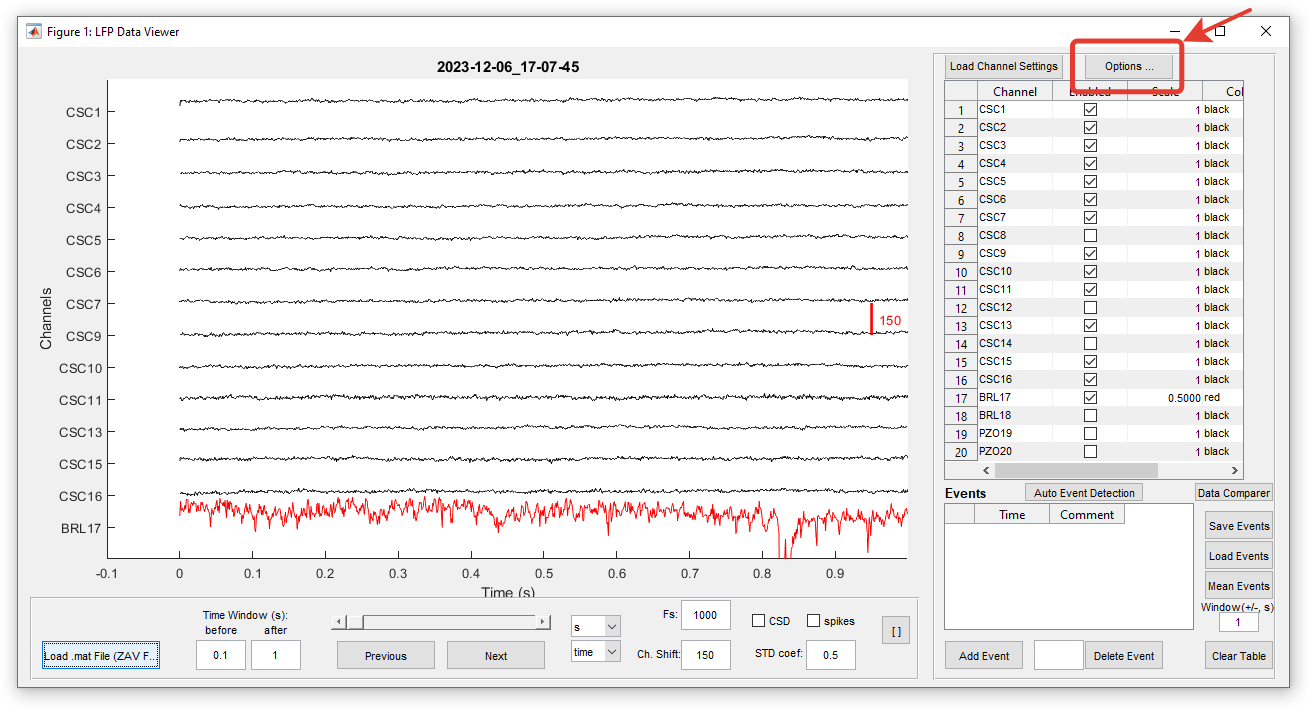 Figure 1: LFP Data Viewer
2023-12-06_17-07-45
Channels
CSC1
CSC2
CSC3
CSC4
CSC5
CSC6
CSC7
CSC9
CSC10
CSC11
CSC13
CSC15
CSC16
BRL17
150
-0.1 0 0.1 0.2 0.3 0.4 0.5 0.6 0.7 0.8 0.9
Time (s)
Load .mat File (ZAV F...
Time Window (s):
before after
0.1 1
Previous Next
s
time
Fs: 1000
Ch. Shift: 150
CSD spikes
STD coef: 0.5
[ ]
Load Channel Settings Options ...
Channel Enabled Scale Col
1 CSC1 1 black
2 CSC2 1 black
3 CSC3 1 black
4 CSC4 1 black
5 CSC5 1 black
6 CSC6 1 black
7 CSC7 1 black
8 CSC8 1 black
9 CSC9 1 black
10 CSC10 1 black
11 CSC11 1 black
12 CSC12 1 black
13 CSC13 1 black
14 CSC14 1 black
15 CSC15 1 black
16 CSC16 1 black
17 BRL17 0.5000 red
18 BRL18 1 black
19 PZO19 1 black
20 PZO20 1 black
Events Auto Event Detection Data Comparer
Time Comment
Save Events
Load Events
Mean Events
Window(+/-, s)
1
Add Event Delete Event Clear Table